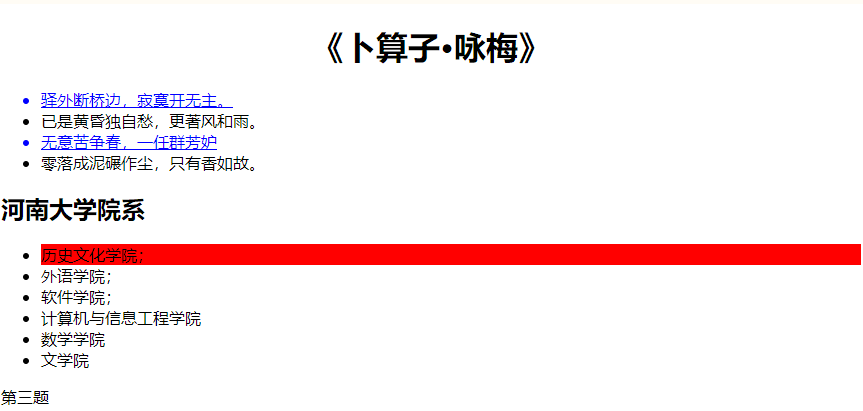 《卜算子•咏梅》
驿外断桥边，寂寞开无主。
已是黄昏独自愁，更著风和雨。
无意苦争春，一任群芳妒
零落成泥碾作尘，只有香如故。
河南大学院系
历史文化学院；
外语学院；
软件学院；
计算机与信息工程学院
数学学院
文学院
第三题